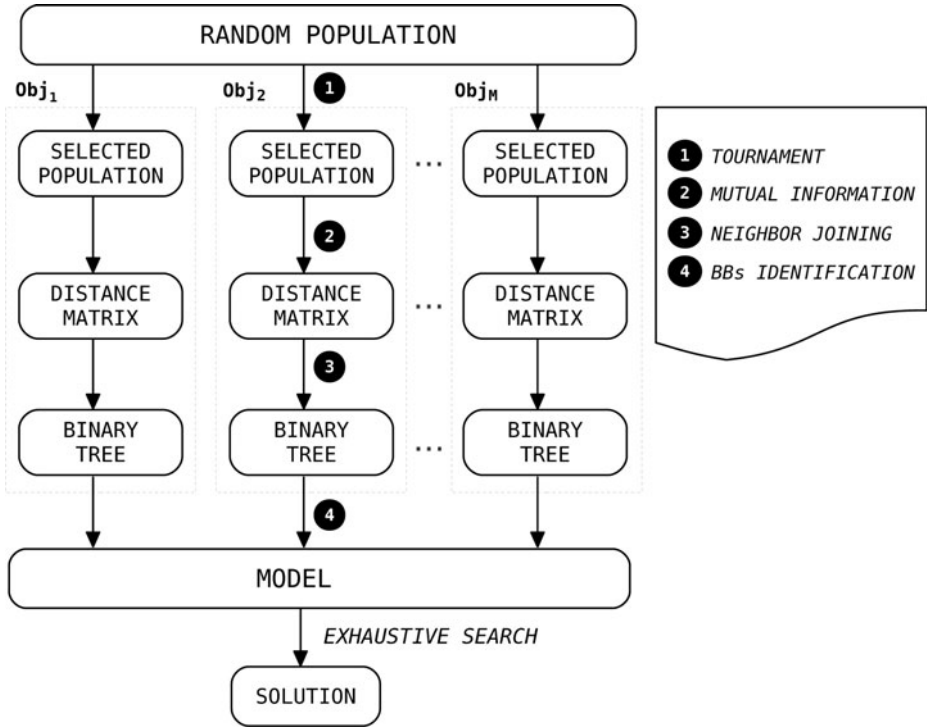 RANDOM POPULATION
Obj1
Obj2
1
ObjM
SELECTED
POPULATION
SELECTED
POPULATION
...
SELECTED
POPULATION
2
DISTANCE
MATRIX
DISTANCE
MATRIX
...
DISTANCE
MATRIX
3
BINARY
TREE
BINARY
TREE
...
BINARY
TREE
4
MODEL
EXHAUSTIVE SEARCH
SOLUTION
1 TOURNAMENT
2 MUTUAL INFORMATION
3 NEIGHBOR JOINING
4 BBs IDENTIFICATION